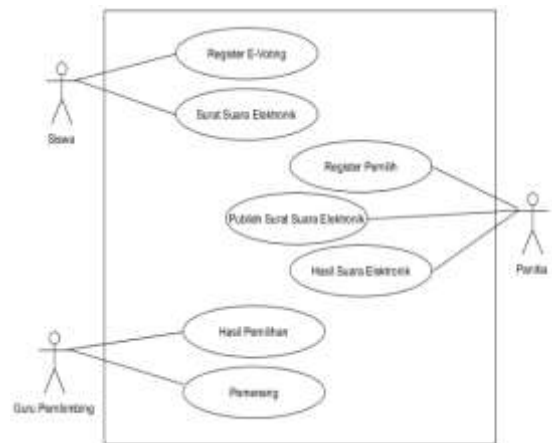 Register E-Voting
Surat Suara Elektronik
Siswa
Register Pemilih
Publish Surat Suara Elektronik
Hasil Suara Elektronik
Panitia
Hasil Pemilihan
Pemenang
Guru Pembimbing